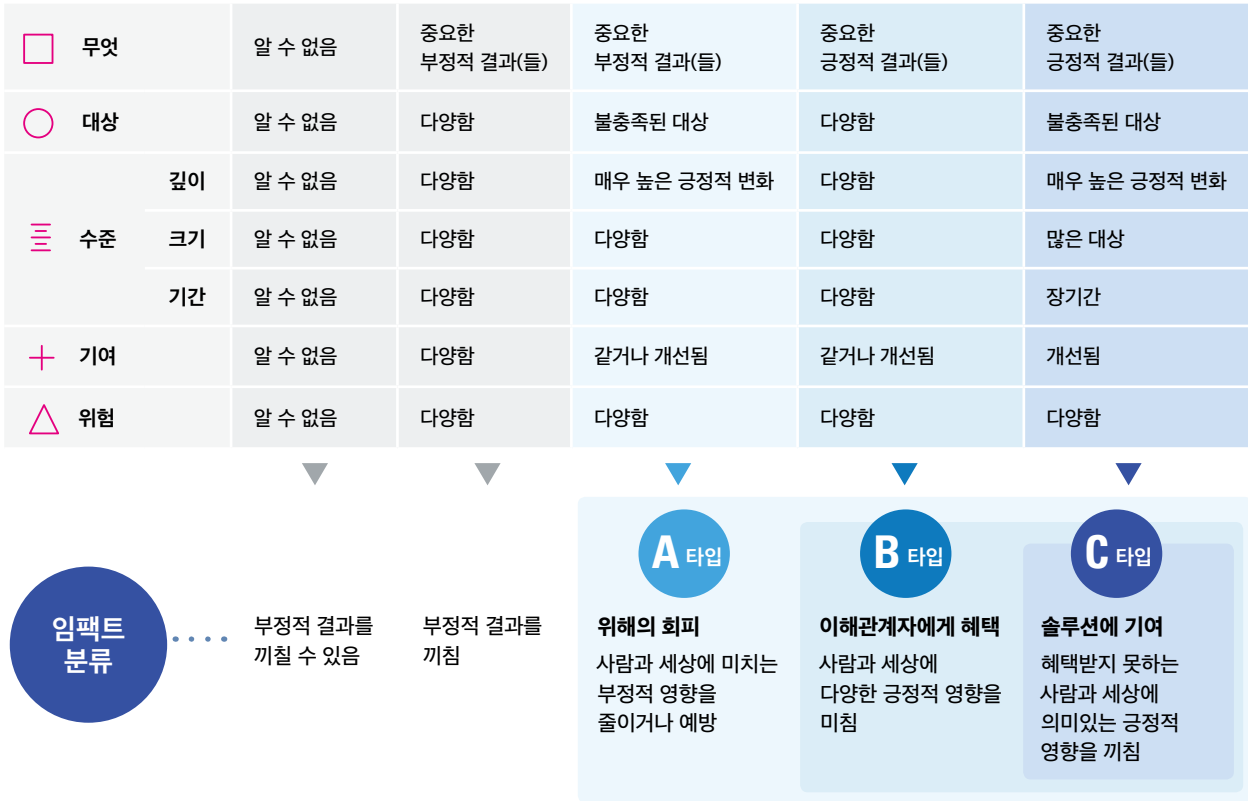 무엇
알 수 없음
중요한
부정적 결과(들)
중요한
부정적 결과(들)
중요한
긍정적 결과(들)
중요한
긍정적 결과(들)
대상
알 수 없음
다양함
불충족된 대상
다양함
불충족된 대상
수준
깊이
알 수 없음
다양함
매우 높은 긍정적 변화
다양함
매우 높은 긍정적 변화
크기
알 수 없음
다양함
다양함
다양함
많은 대상
기간
알 수 없음
다양함
다양함
다양함
장기간
기여
알 수 없음
다양함
같거나 개선됨
같거나 개선됨
개선됨
위험
알 수 없음
다양함
다양함
다양함
다양함
임팩트
분류
부정적 결과를
끼칠 수 있음
부정적 결과를
끼침
A 타입
위해의 회피
사람과 세상에 미치는
부정적 영향을
줄이거나 예방
B 타입
이해관계자에게 혜택
사람과 세상에
다양한 긍정적 영향을
미침
C 타입
솔루션에 기여
혜택받지 못하는
사람과 세상에
의미있는 긍정적
영향을 끼침